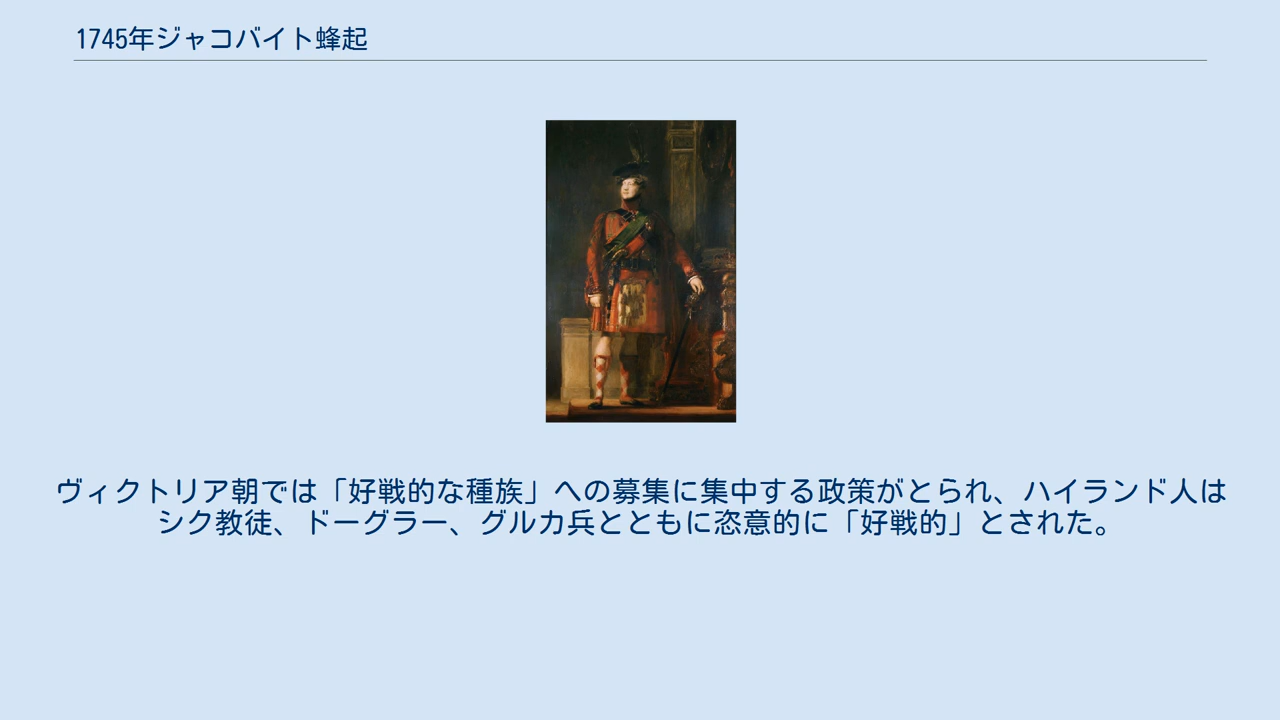 1745年ジャコバイト蜂起
ヴィクトリア朝では「好戦的な種族」への募集に集中する政策がとられ、ハイランド人は
シク教徒、ドーグラー、グルカ兵とともに恣意的に「好戦的」とされた。